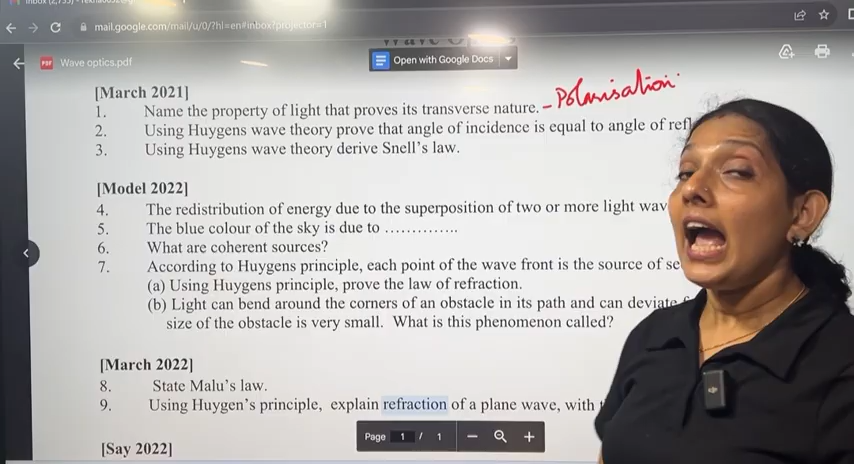 mail.google.com/mail/u/0/?hl=en#inbox?projector=1
Wave optics.pdf
Open with Google Docs
[March 2021]
1. Name the property of light that proves its transverse nature. - Polarisation
2. Using Huygens wave theory prove that angle of incidence is equal to angle of refl
3. Using Huygens wave theory derive Snell's law.
[Model 2022]
4. The redistribution of energy due to the superposition of two or more light wav
5. The blue colour of the sky is due to ..............
6. What are coherent sources?
7. According to Huygens principle, each point of the wave front is the source of se
(a) Using Huygens principle, prove the law of refraction.
(b) Light can bend around the corners of an obstacle in its path and can deviate
size of the obstacle is very small. What is this phenomenon called?
[March 2022]
8. State Malu's law.
9. Using Huygen's principle, explain refraction of a plane wave, with
Page 1 / 1
[Say 2022]